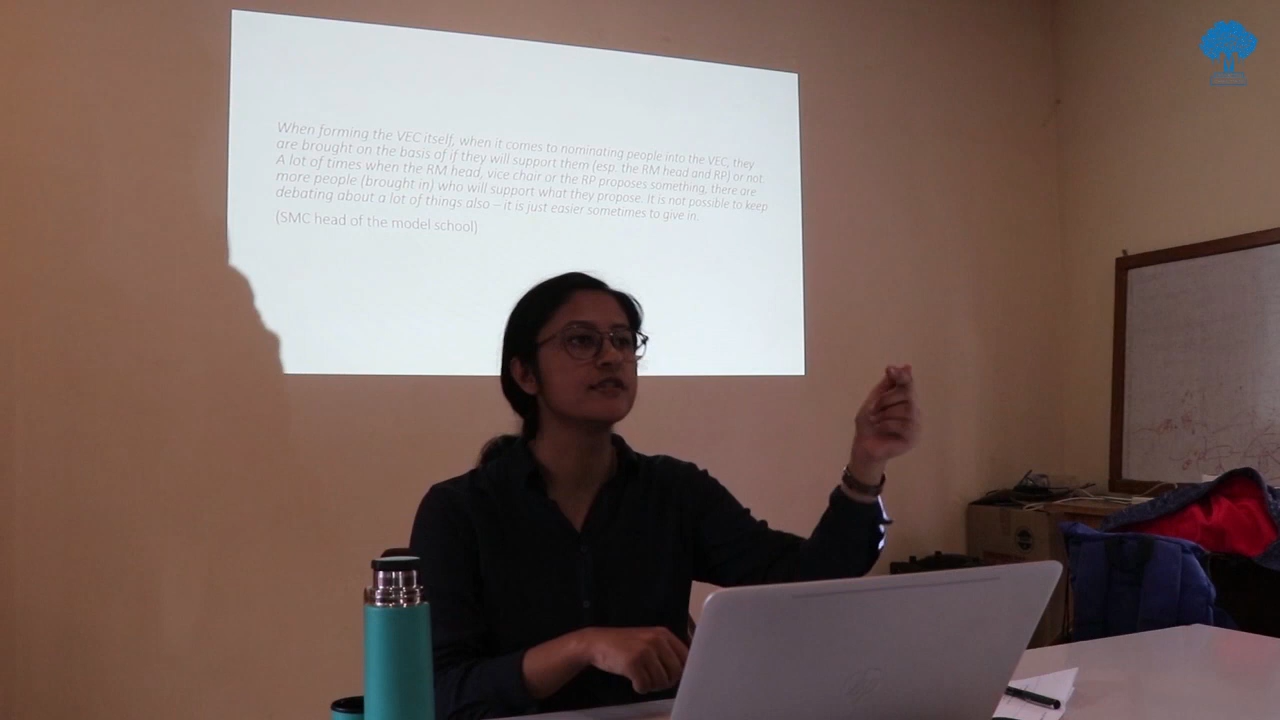 When forming the VEC itself, when it comes to nominating people into the VEC, they
are brought on the basis of if they will support them (esp. the RM head and RP) or not.
A lot of times when the RM head, vice chair or the RP proposes something, there are
more people (brought in) who will support what they propose. It is not possible to keep
debating about a lot of things also – it is just easier sometimes to give in.
(SMC head of the model school)